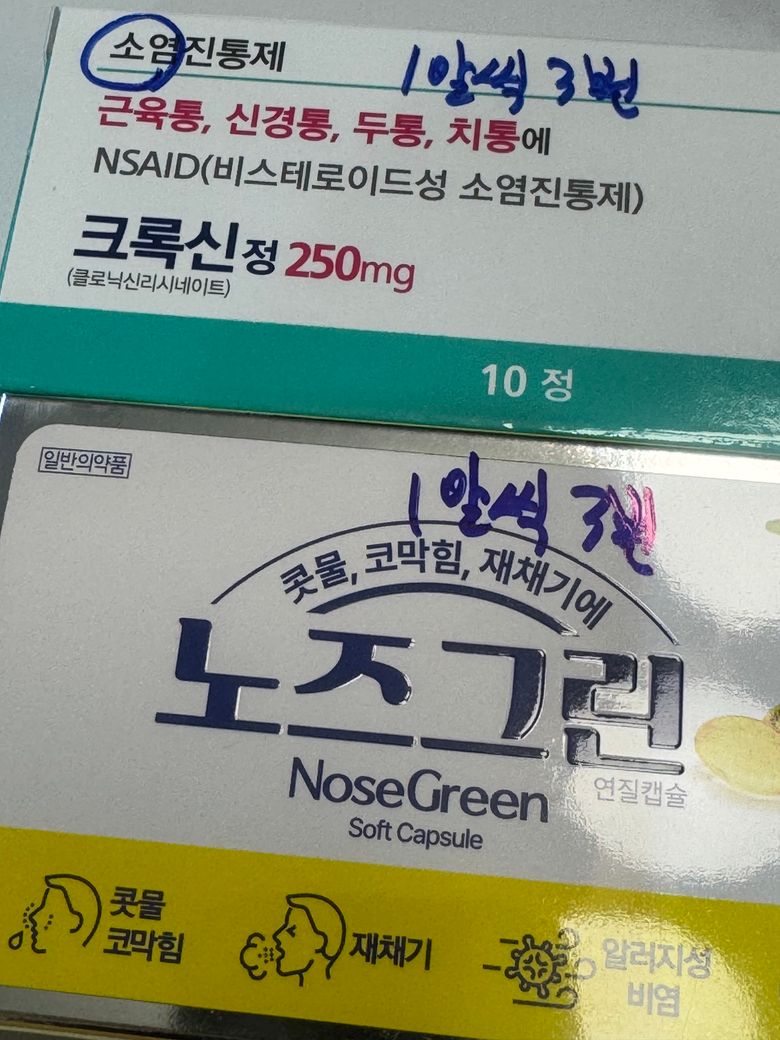 소염진통제
1알씩 3번
근육통, 신경통, 두통, 치통에
NSAID(비스테로이드성 소염진통제)
크록신정 250mg
(클로닉신리시네이트)
10 정
일반의약품
1알씩 3번
콧물, 코막힘, 재채기에
노즈그린
NoseGreen
연질캡슐
Soft Capsule
콧물
코막힘
재채기
알러지성
비염